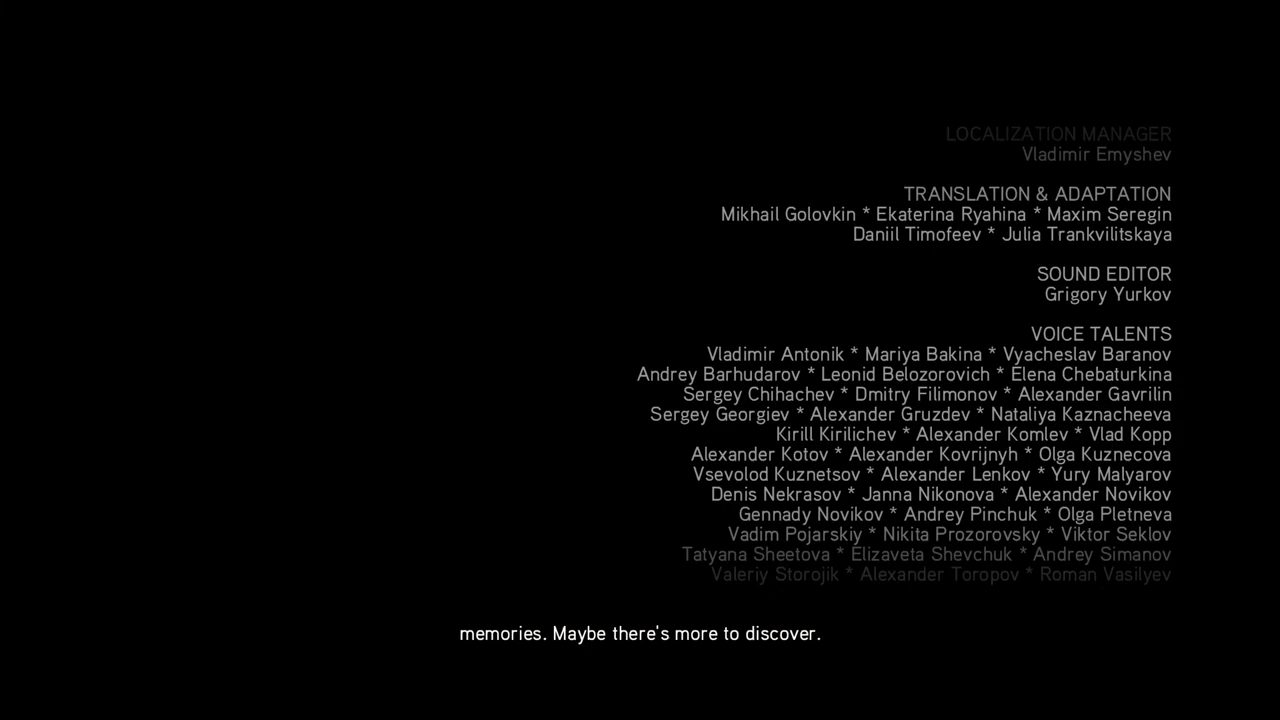 LOCALIZATION MANAGER
Vladimir Emyshev
TRANSLATION & ADAPTATION
Mikhail Golovkin * Ekaterina Ryahina * Maxim Seregin
Daniil Timofeev * Julia Trankvilitskaya
SOUND EDITOR
Grigory Yurkov
VOICE TALENTS
Vladimir Antonik * Mariya Bakina * Vyacheslav Baranov
Andrey Barhudarov * Leonid Belozorovich * Elena Chebaturkina
Sergey Chihachev * Dmitry Filimonov * Alexander Gavrilin
Sergey Georgiev * Alexander Gruzdev * Nataliya Kaznacheeva
Kirill Kirilichev * Alexander Komlev * Vlad Kopp
Alexander Kotov * Alexander Kovrijnyh * Olga Kuznecova
Vsevolod Kuznetsov * Alexander Lenkov * Yury Malyarov
Denis Nekrasov * Janna Nikonova * Alexander Novikov
Gennady Novikov * Andrey Pinchuk * Olga Pletneva
Vadim Pojarskiy * Nikita Prozorovsky * Viktor Seklov
Tatyana Sheetova * Elizaveta Shevchuk * Andrey Simanov
Valeriy Storojik * Alexander Toropov * Roman Vasilyev
memories. Maybe there's more to discover.